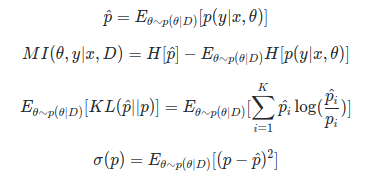 p̂ = E_{θ∼p(θ|D)}[p(y|x, θ)]
MI(θ, y|x, D) = H[p̂] − E_{θ∼p(θ|D)}H[p(y|x, θ)]
E_{θ∼p(θ|D)}[KL(p̂||p)] = E_{θ∼p(θ|D)}[∑_{i=1}^{K} p̂_i log(p̂_i/p_i)]
σ(p) = E_{θ∼p(θ|D)}[(p − p̂)²]